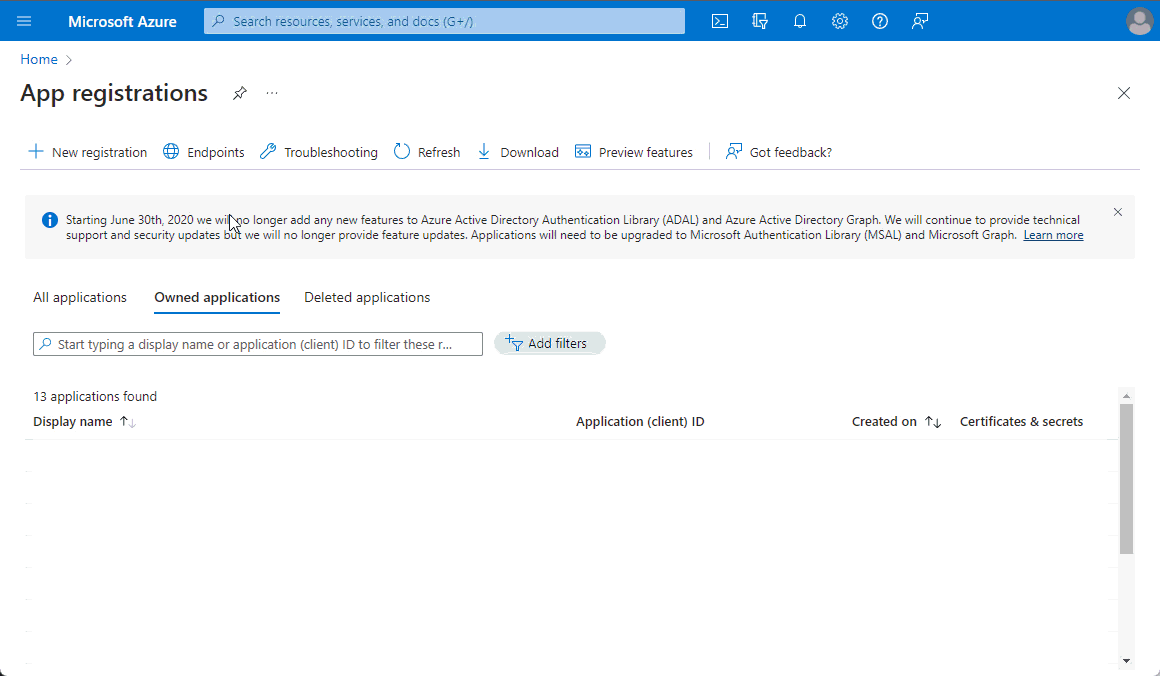 Microsoft Azure
Search resources, services, and docs (G+/)
Home
App registrations
New registration
Endpoints
Troubleshooting
Refresh
Download
Preview features
Got feedback?
Starting June 30th, 2020 we will no longer add any new features to Azure Active Directory Authentication Library (ADAL) and Azure Active Directory Graph. We will continue to provide technical
support and security updates but we will no longer provide feature updates. Applications will need to be upgraded to Microsoft Authentication Library (MSAL) and Microsoft Graph. Learn more
All applications
Owned applications
Deleted applications
Start typing a display name or application (client) ID to filter these r...
Add filters
13 applications found
Display name
Application (client) ID
Created on
Certificates & secrets